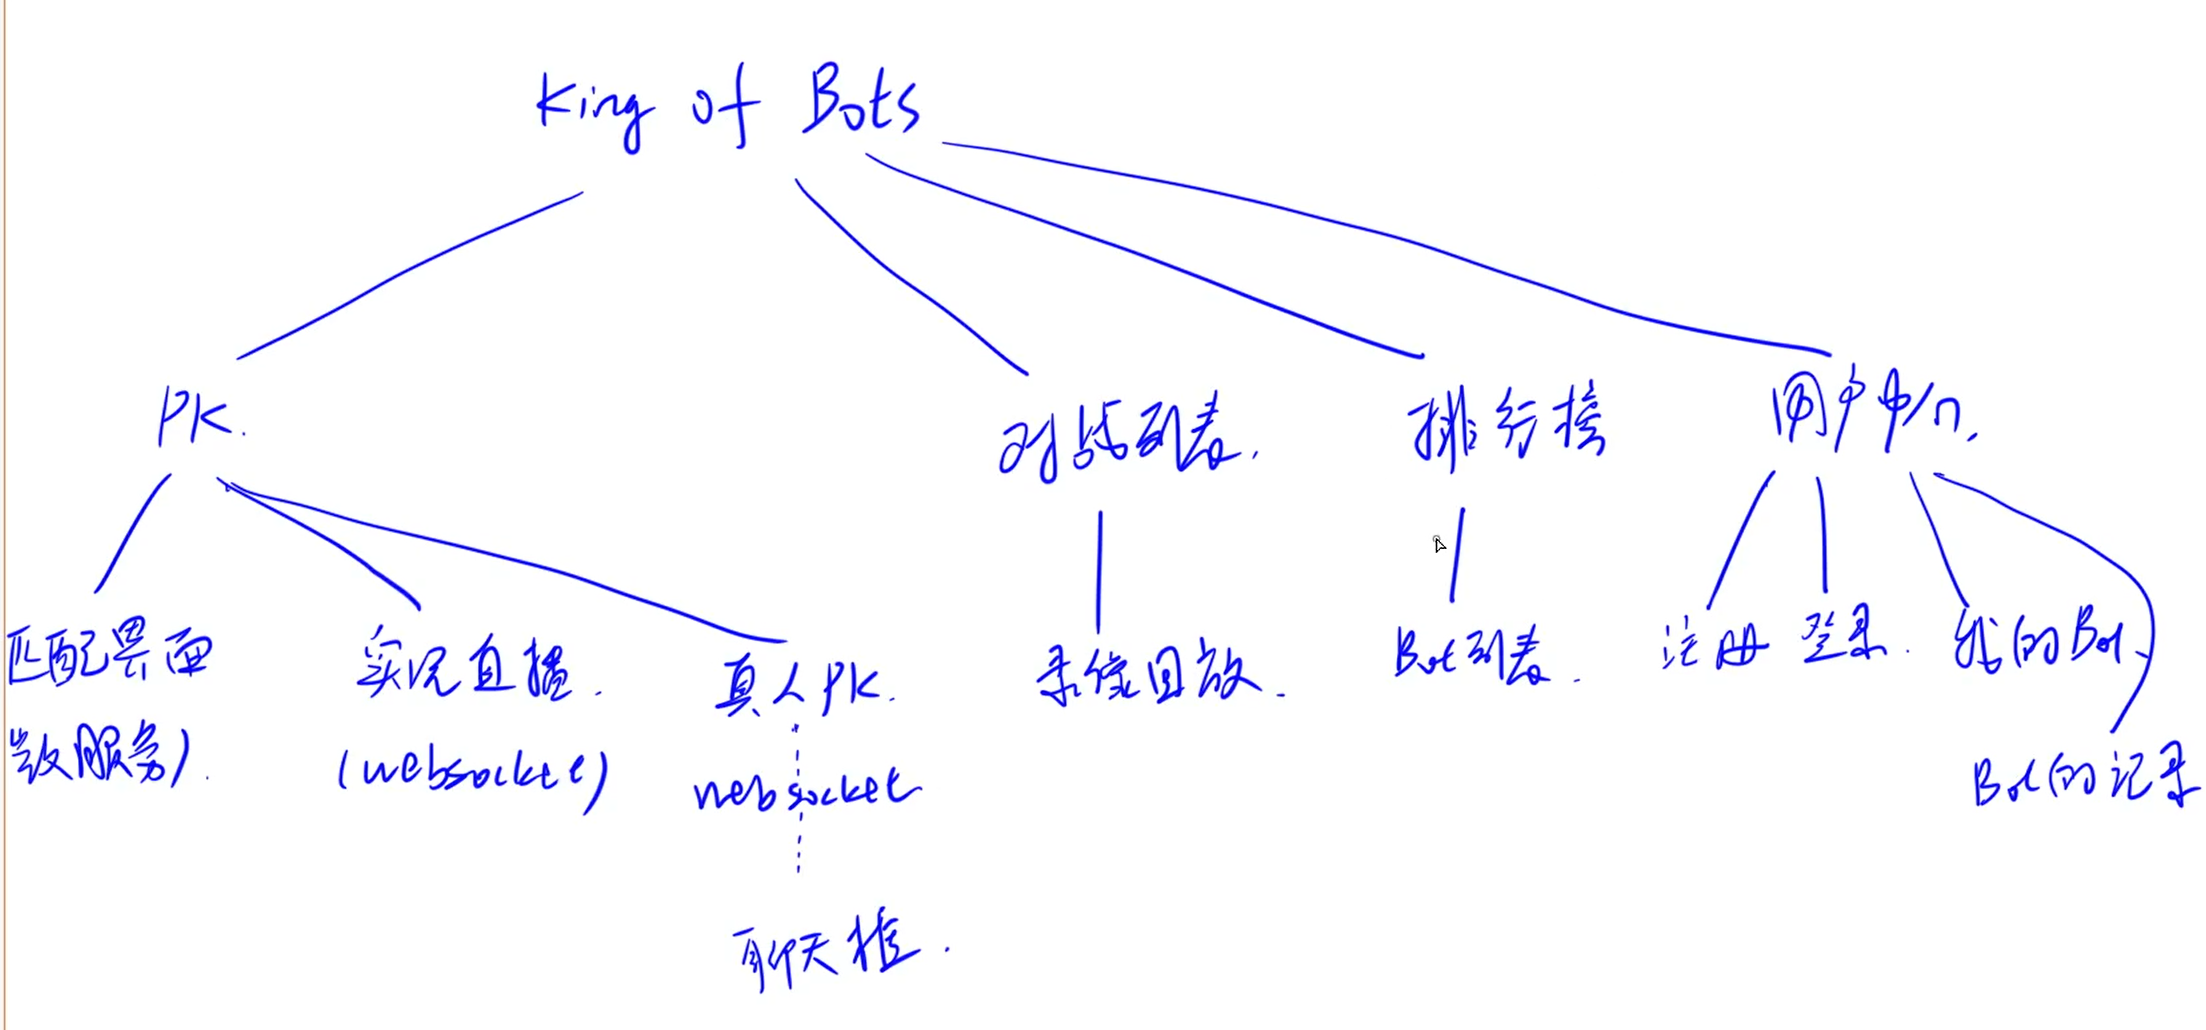 King of Bots
PK.
对战列表.
排行榜
用户中心.
匹配界面
实况直播.
真人PK.
录像回放.
Bot列表.
注册
登录.
我的Bot.
服务).
(websocket)
websocket
Bot的记录
聊天框.